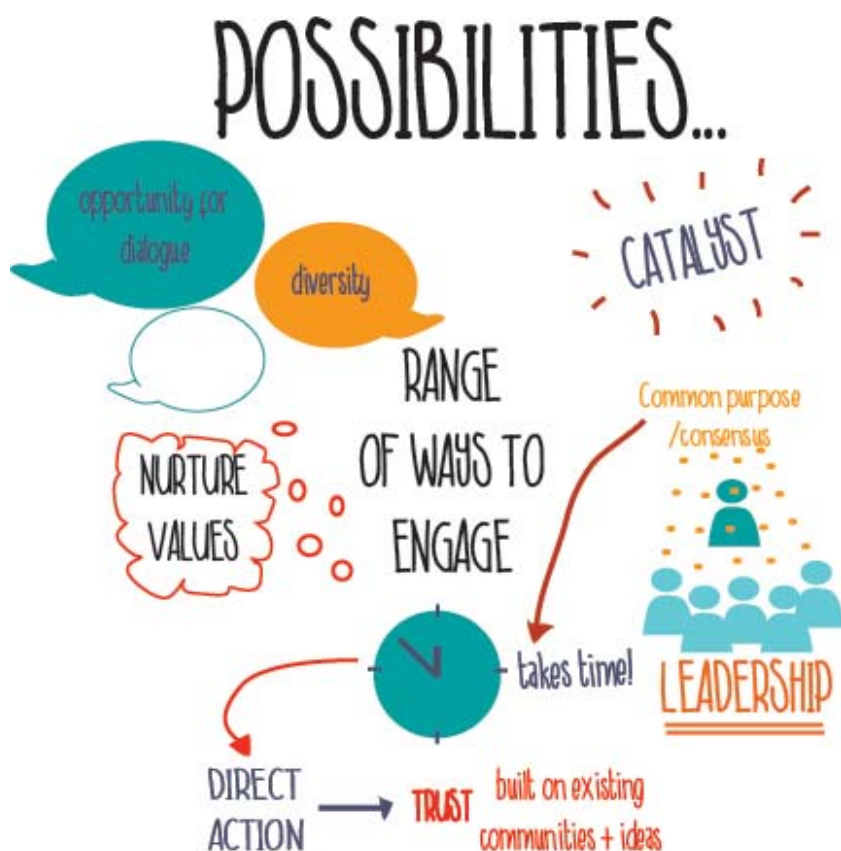 POSSIBILITIES...
opportunity for
dialogue
diversity
CATALYST
RANGE
OF WAYS TO
ENGAGE
Common purpose
/consensus
NURTURE
VALUES
takes time!
LEADERSHIP
DIRECT
ACTION
TRUST
built on existing
communities + ideas